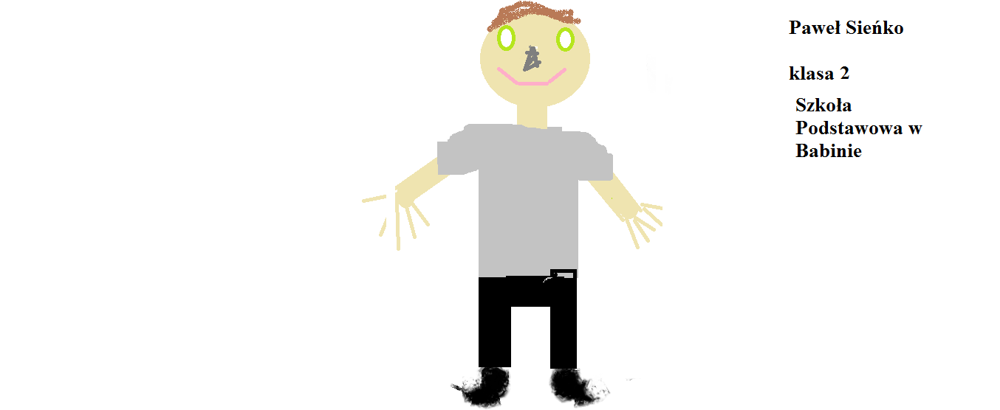 Paweł Sieńko
klasa 2
Szkoła
Podstawowa w
Babinie